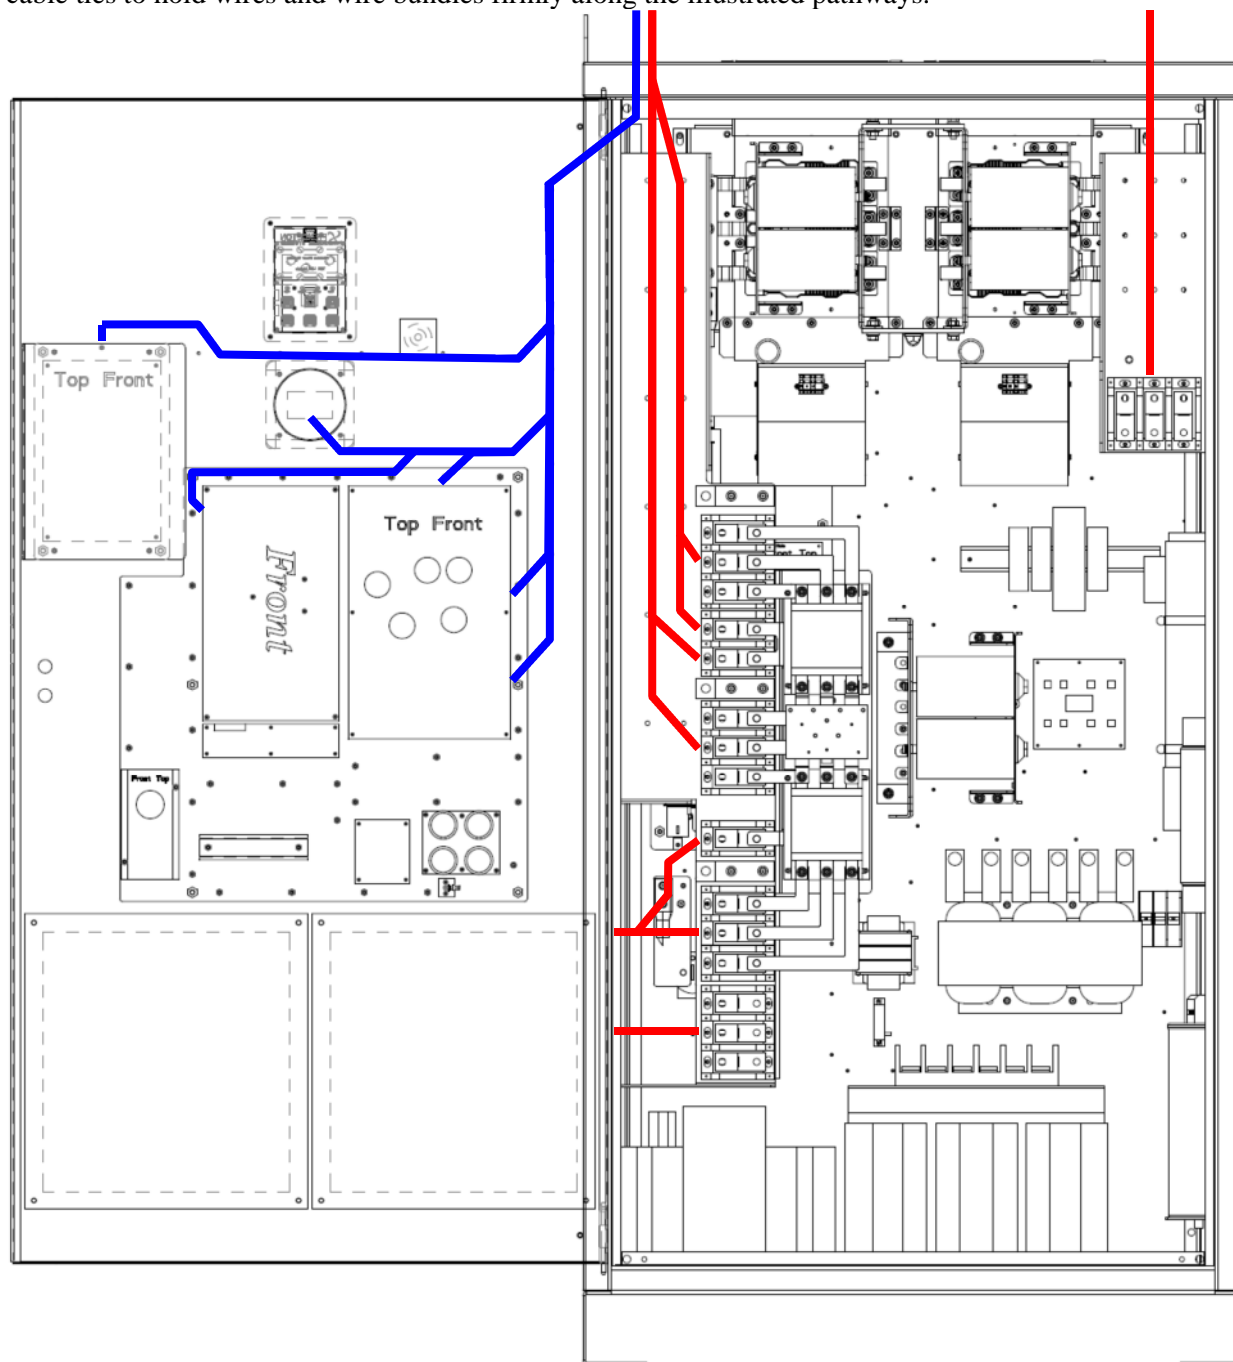 cable ties to hold wires and wire bundles firmly along the illustrated pathways.
Top Front
Top Front
Front
Front Top